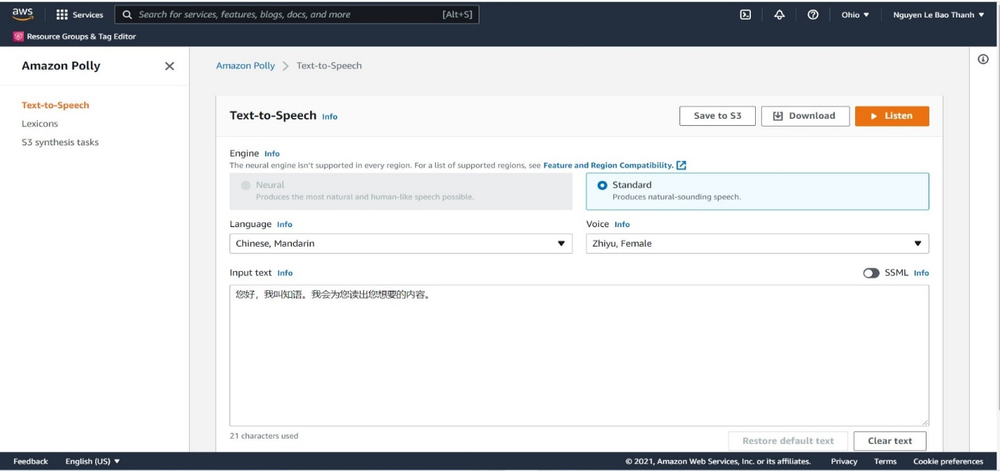 aws
Services
Search for services, features, blogs, docs, and more [Alt+S]
Ohio ▼
Nguyen Le Bao Thanh ▼
Resource Groups & Tag Editor
Amazon Polly
Text-to-Speech
Lexicons
S3 synthesis tasks
Amazon Polly > Text-to-Speech
Text-to-Speech Info
Save to S3
Download
Listen
Engine Info
The neural engine isn't supported in every region. For a list of supported regions, see Feature and Region Compatibility.
Neural
Produces the most natural and human-like speech possible.
Standard
Produces natural-sounding speech.
Language Info
Chinese, Mandarin
Voice Info
Zhiyu, Female
Input text Info
SSML Info
您好，我叫知语。我会为您读出您想要的内容。
21 characters used
Restore default text
Clear text
Feedback
English (US) ▼
© 2021, Amazon Web Services, Inc. or its affiliates.
Privacy
Terms
Cookie preferences